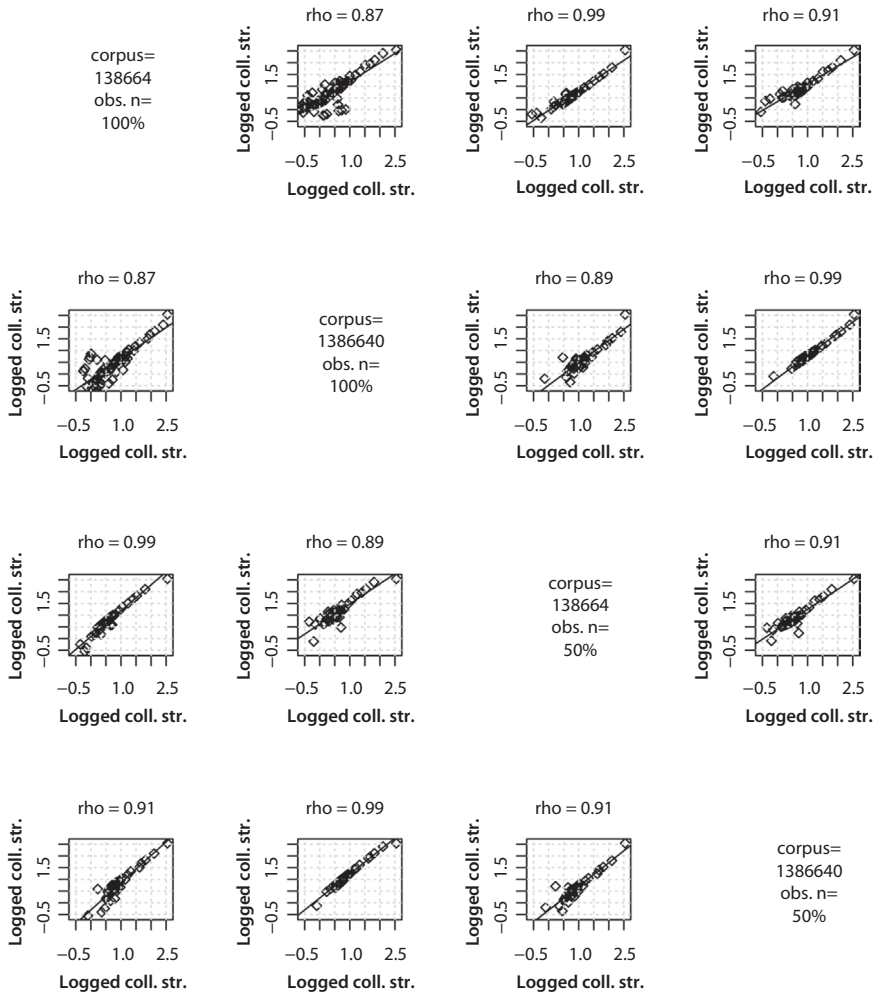 rho = 0.87
rho = 0.99
rho = 0.91
corpus=
138664
obs. n=
100%
Logged coll. str.
1.5
−0.5
−0.5 1.0 2.5
Logged coll. str.
Logged coll. str.
1.5
−0.5
−0.5 1.0 2.5
Logged coll. str.
Logged coll. str.
1.5
−0.5
−0.5 1.0 2.5
Logged coll. str.
rho = 0.87
Logged coll. str.
1.5
−0.5
−0.5 1.0 2.5
Logged coll. str.
corpus=
1386640
obs. n=
100%
rho = 0.89
Logged coll. str.
1.5
−0.5
−0.5 1.0 2.5
Logged coll. str.
rho = 0.99
Logged coll. str.
1.5
−0.5
−0.5 1.0 2.5
Logged coll. str.
rho = 0.99
Logged coll. str.
1.5
−0.5
−0.5 1.0 2.5
Logged coll. str.
rho = 0.89
Logged coll. str.
1.5
−0.5
−0.5 1.0 2.5
Logged coll. str.
corpus=
138664
obs. n=
50%
rho = 0.91
Logged coll. str.
1.5
−0.5
−0.5 1.0 2.5
Logged coll. str.
rho = 0.91
Logged coll. str.
1.5
−0.5
−0.5 1.0 2.5
Logged coll. str.
rho = 0.99
Logged coll. str.
1.5
−0.5
−0.5 1.0 2.5
Logged coll. str.
rho = 0.91
Logged coll. str.
1.5
−0.5
−0.5 1.0 2.5
Logged coll. str.
corpus=
1386640
obs. n=
50%